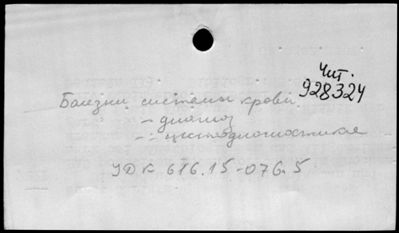 Чит.
928324
Болезни системы крови
- диагноз
- : цитодиагностика
УДК 616.15-076.5